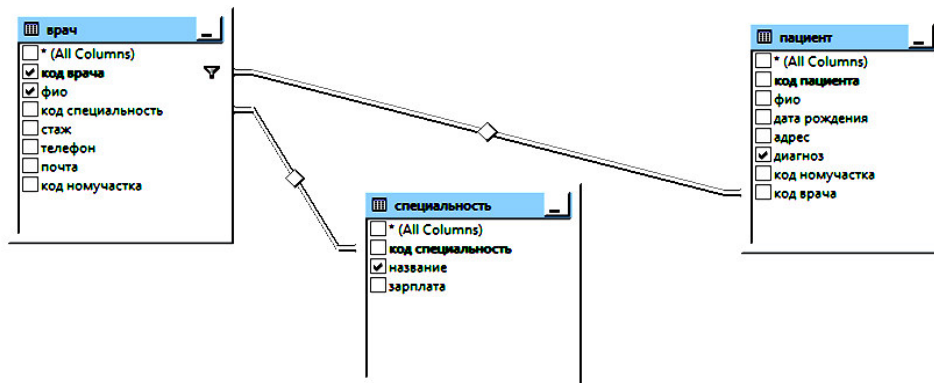 врач
* (All Columns)
код врача
фио
код специальность
стаж
телефон
почта
код номучастка
специальность
* (All Columns)
код специальность
название
зарплата
пациент
* (All Columns)
код пациента
фио
дата рождения
адрес
диагноз
код номучастка
код врача